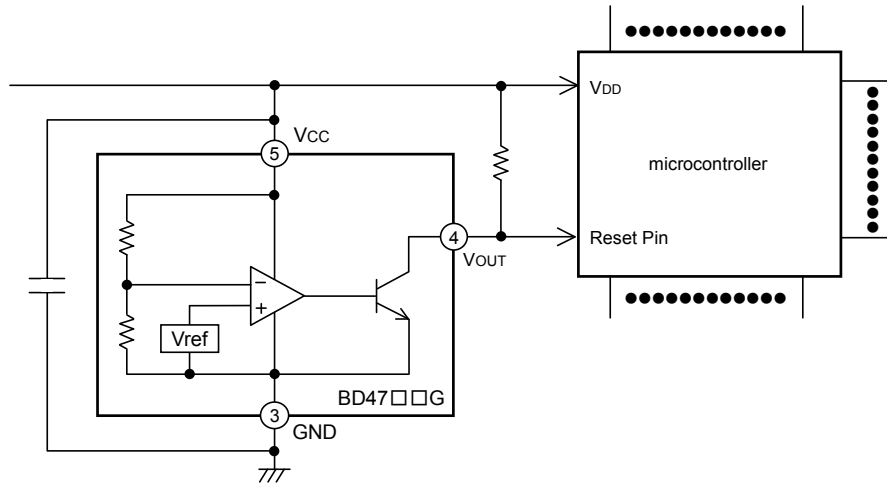 VDD
VCC
5
microcontroller
4
Reset Pin
VOUT
−
+
Vref
BD47□□G
3
GND